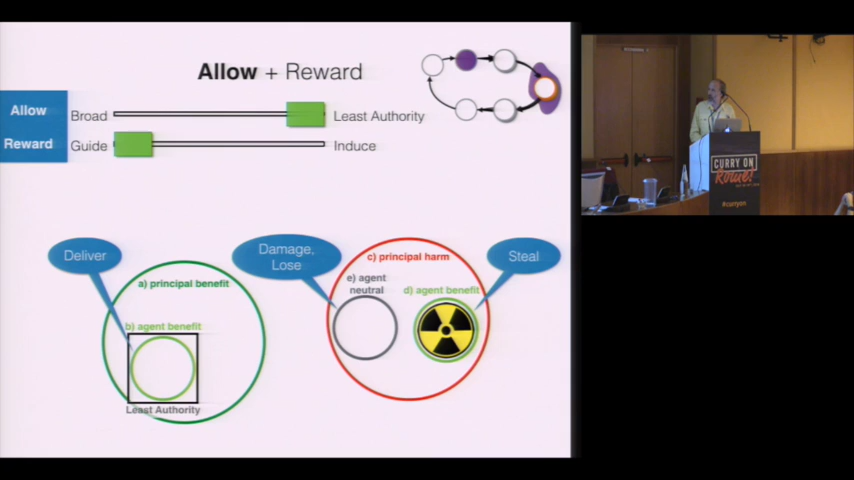 Allow + Reward
Allow
Broad
Least Authority
Reward
Guide
Induce
Deliver
Damage,
Lose
Steal
a) principal benefit
c) principal harm
e) agent
neutral
d) agent benefit
b) agent benefit
Least Authority
CURRY ON
Rome!
#curryon